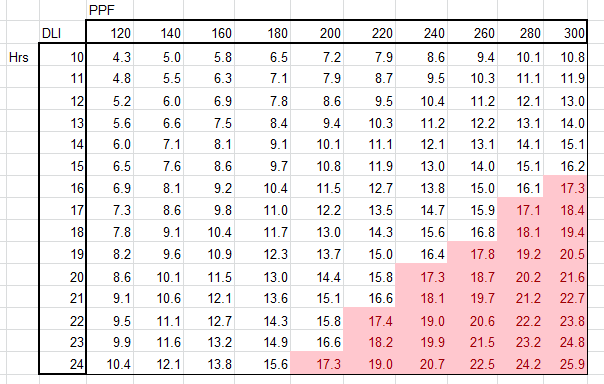 PPF
DLI 120 140 160 180 200 220 240 260 280 300
Hrs 10 4.3 5.0 5.8 6.5 7.2 7.9 8.6 9.4 10.1 10.8
11 4.8 5.5 6.3 7.1 7.9 8.7 9.5 10.3 11.1 11.9
12 5.2 6.0 6.9 7.8 8.6 9.5 10.4 11.2 12.1 13.0
13 5.6 6.6 7.5 8.4 9.4 10.3 11.2 12.2 13.1 14.0
14 6.0 7.1 8.1 9.1 10.1 11.1 12.1 13.1 14.1 15.1
15 6.5 7.6 8.6 9.7 10.8 11.9 13.0 14.0 15.1 16.2
16 6.9 8.1 9.2 10.4 11.5 12.7 13.8 15.0 16.1 17.3
17 7.3 8.6 9.8 11.0 12.2 13.5 14.7 15.9 17.1 18.4
18 7.8 9.1 10.4 11.7 13.0 14.3 15.6 16.8 18.1 19.4
19 8.2 9.6 10.9 12.3 13.7 15.0 16.4 17.8 19.2 20.5
20 8.6 10.1 11.5 13.0 14.4 15.8 17.3 18.7 20.2 21.6
21 9.1 10.6 12.1 13.6 15.1 16.6 18.1 19.7 21.2 22.7
22 9.5 11.1 12.7 14.3 15.8 17.4 19.0 20.6 22.2 23.8
23 9.9 11.6 13.2 14.9 16.6 18.2 19.9 21.5 23.2 24.8
24 10.4 12.1 13.8 15.6 17.3 19.0 20.7 22.5 24.2 25.9